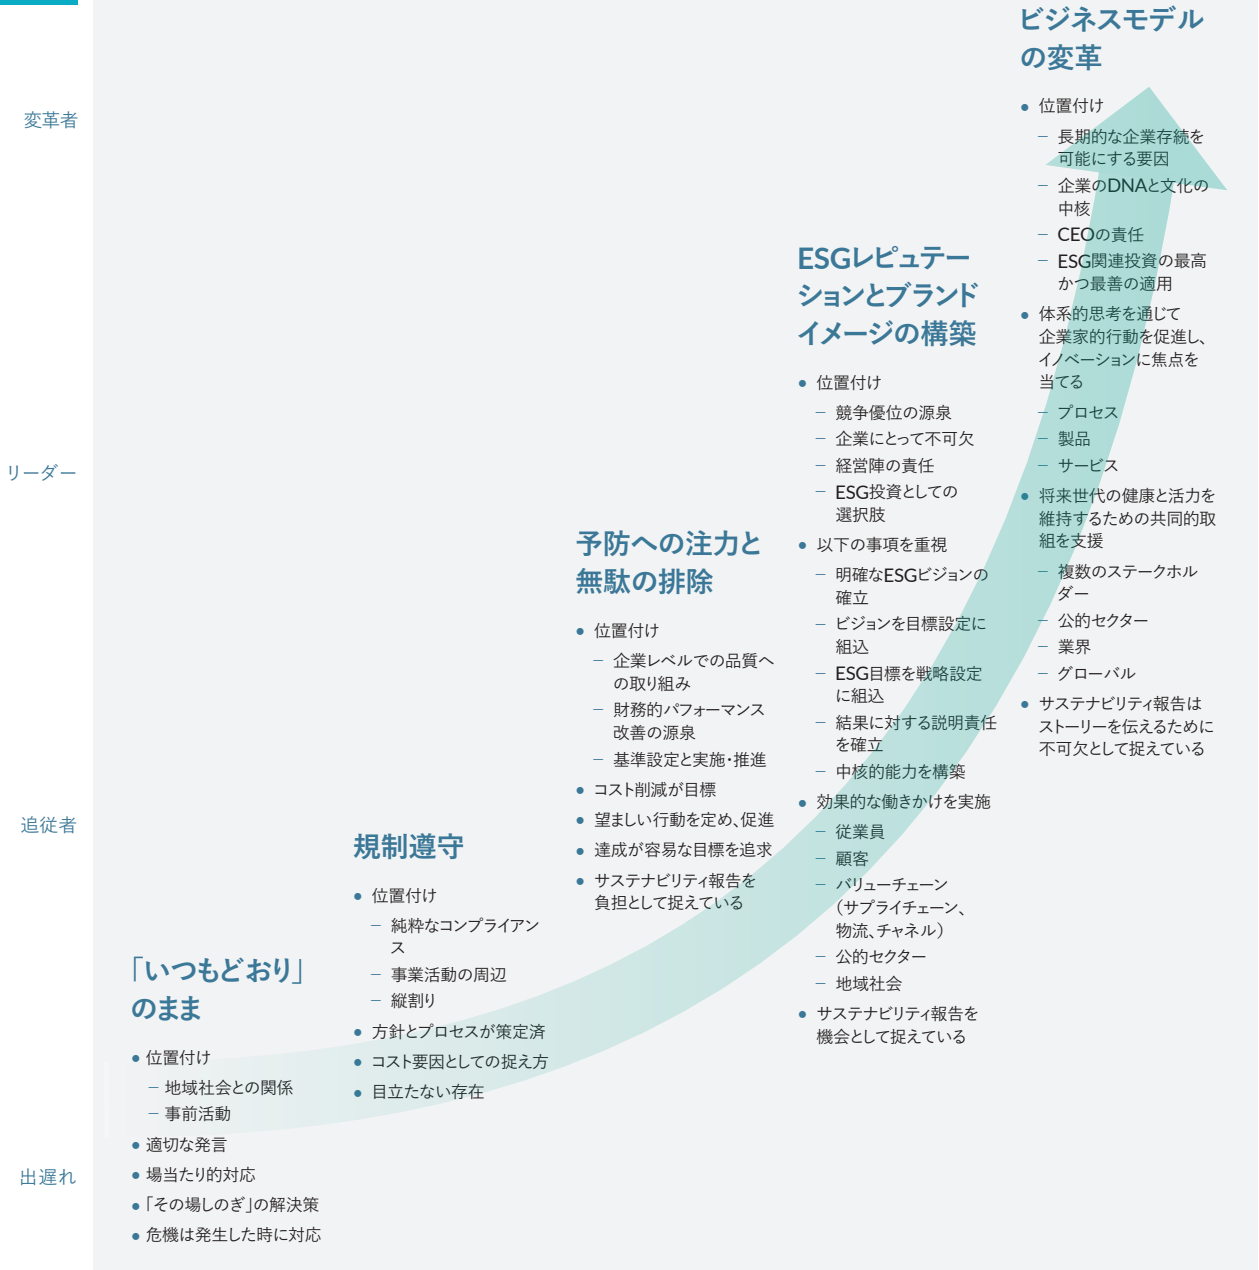 変革者
リーダー
追従者
出遅れ
「いつもどおり」
のまま
● 位置付け
－ 地域社会との関係
－ 事前活動
● 適切な発言
● 場当たり的対応
● 「その場しのぎ」の解決策
● 危機は発生した時に対応
規制遵守
● 位置付け
－ 純粋なコンプライアン
ス
－ 事業活動の周辺
－ 縦割り
● 方針とプロセスが策定済
● コスト要因としての捉え方
● 目立たない存在
予防への注力と
無駄の排除
● 位置付け
－ 企業レベルでの品質へ
の取り組み
－ 財務的パフォーマンス
改善の源泉
－ 基準設定と実施・推進
● コスト削減が目標
● 望ましい行動を定め、促進
● 達成が容易な目標を追求
● サステナビリティ報告を
負担として捉えている
ESGレピュテー
ションとブランド
イメージの構築
● 位置付け
－ 競争優位の源泉
－ 企業にとって不可欠
－ 経営陣の責任
－ ESG投資としての
選択肢
● 以下の事項を重視
－ 明確なESGビジョンの
確立
－ ビジョンを目標設定に
組込
－ ESG目標を戦略設定
に組込
－ 結果に対する説明責任
を確立
－ 中核的能力を構築
● 効果的な働きかけを実施
－ 従業員
－ 顧客
－ バリューチェーン
（サプライチェーン、
物流、チャネル）
－ 公的セクター
－ 地域社会
● サステナビリティ報告を
機会として捉えている
ビジネスモデル
の変革
● 位置付け
－ 長期的な企業存続を
可能にする要因
－ 企業のDNAと文化の
中核
－ CEOの責任
－ ESG関連投資の最高
かつ最善の適用
● 体系的思考を通じて
企業家的行動を促進し、
イノベーションに焦点を
当てる
－ プロセス
－ 製品
－ サービス
● 将来世代の健康と活力を
維持するための共同的取
組を支援
－ 複数のステークホル
ダー
－ 公的セクター
－ 業界
－ グローバル
● サステナビリティ報告は
ストーリーを伝えるために
不可欠として捉えている